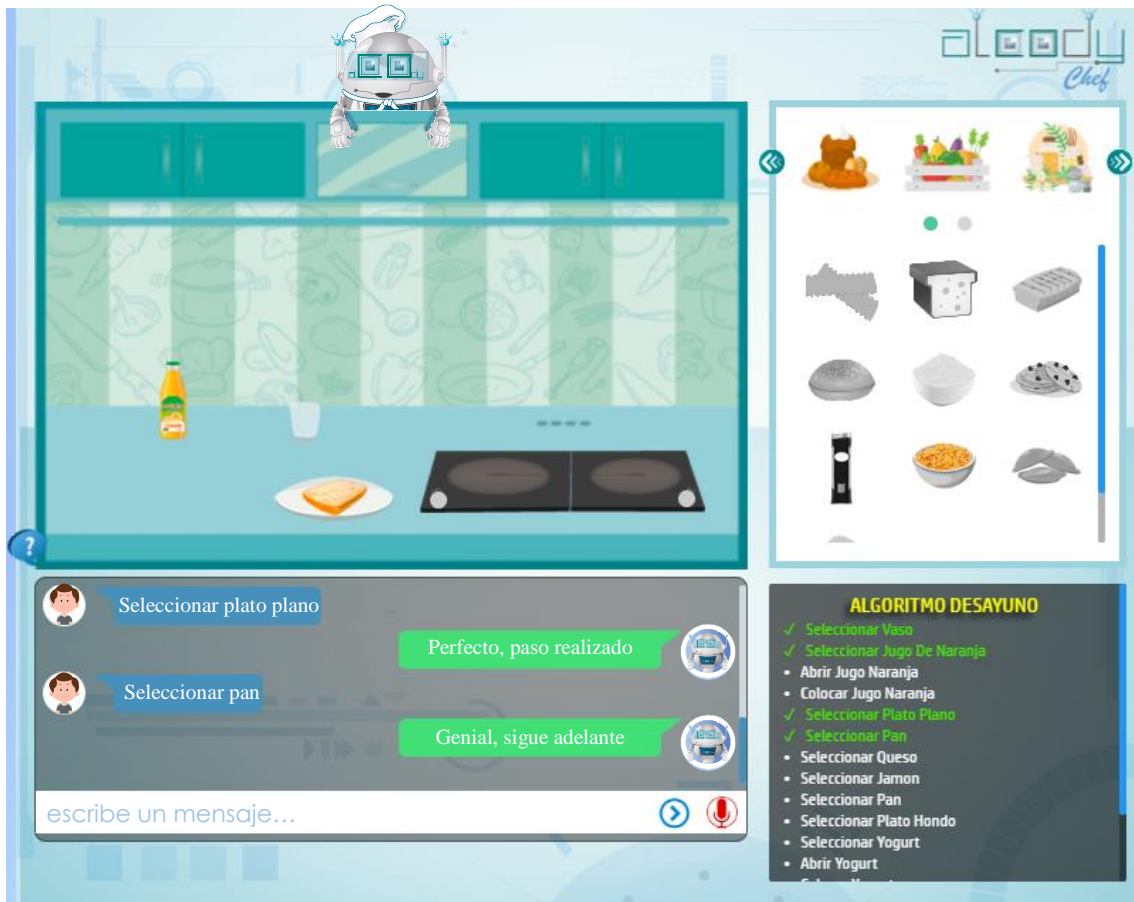 alcody
Chef
?
Seleccionar plato plano
Perfecto, paso realizado
Seleccionar pan
Genial, sigue adelante
escribe un mensaje...
ALGORITMO DESAYUNO
✓ Seleccionar Vaso
✓ Seleccionar Jugo De Naranja
• Abrir Jugo Naranja
• Colocar Jugo Naranja
✓ Seleccionar Plato Plano
✓ Seleccionar Pan
• Seleccionar Queso
• Seleccionar Jamon
• Seleccionar Pan
• Seleccionar Plato Hondo
• Seleccionar Yogurt
• Abrir Yogurt